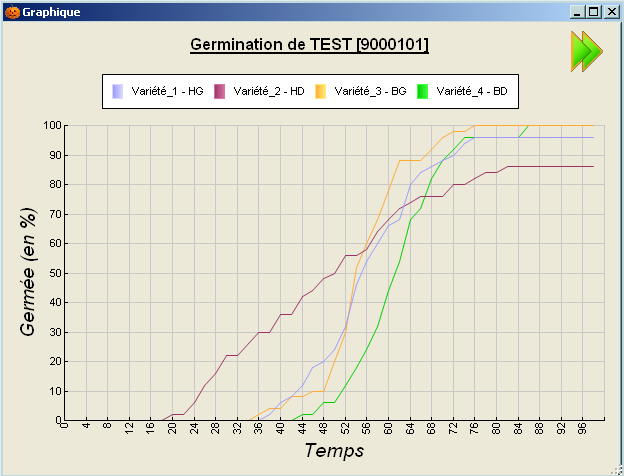 Graphique
Germination de TEST [9000101]
Variété_1 - HG Variété_2 - HD Variété_3 - BG Variété_4 - BD
100
90
80
70
60
50
40
30
20
10
0
Germée (en %)
0 4 8 12 16 20 24 28 32 36 40 44 48 52 56 60 64 68 72 76 80 84 88 92 96
Temps